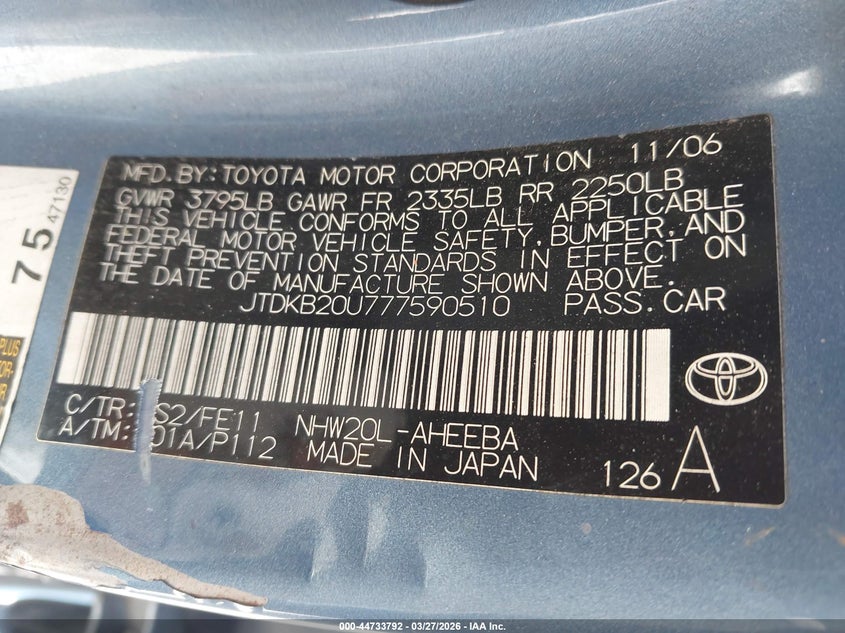 MFD.BY:TOYOTA MOTOR CORPORATION 11/06
GVWR 3795LB GAWR FR 2335LB RR 2250LB
THIS VEHICLE CONFORMS TO ALL APPLICABLE
FEDERAL MOTOR VEHICLE SAFETY,BUMPER,AND
THEFT PREVENTION STANDARDS IN EFFECT ON
THE DATE OF MANUFACTURE SHOWN ABOVE.
JTDKB20U777590510 PASS.CAR
C/TR: S2/FE11 NHW20L-AHEEBA
A/TM: 01A/P112 MADE IN JAPAN 126 A
75
47130
PLUS
000-44733792 - 03/27/2026 - IAA Inc.